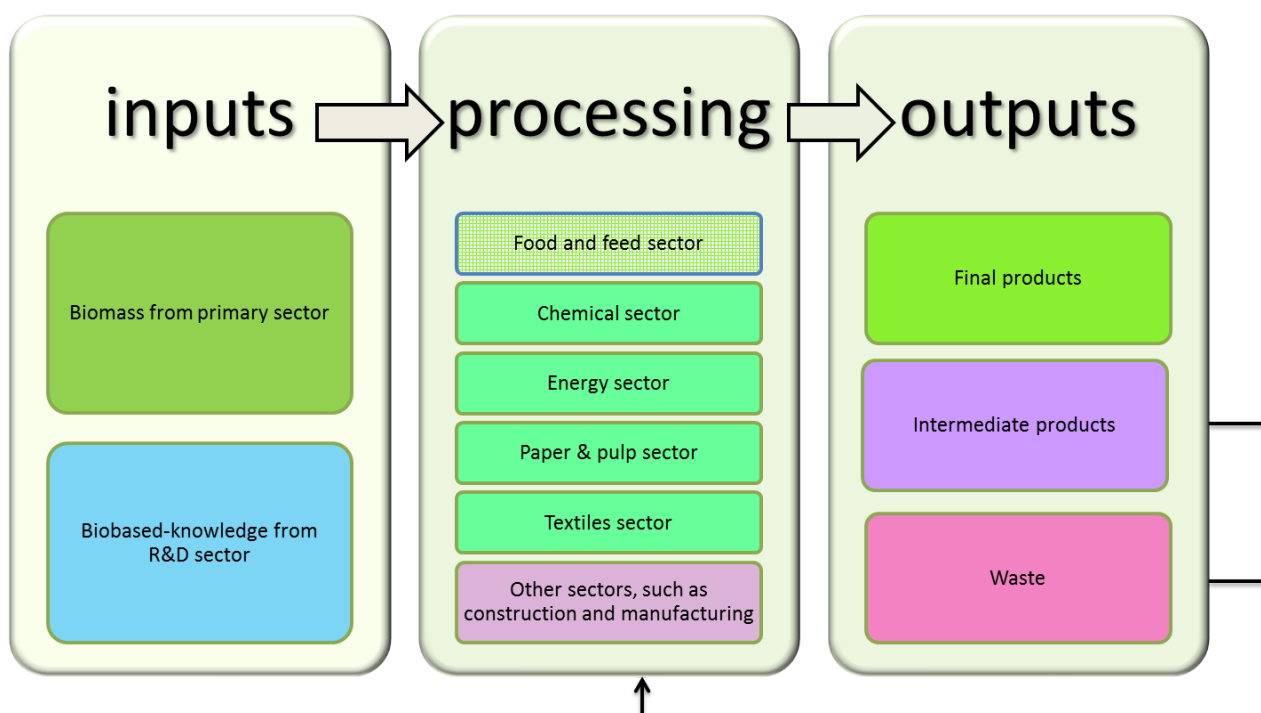 inputs
processing
outputs
Biomass from primary sector
Biobased-knowledge from
R&D sector
Food and feed sector
Chemical sector
Energy sector
Paper & pulp sector
Textiles sector
Other sectors, such as
construction and manufacturing
Final products
Intermediate products
Waste